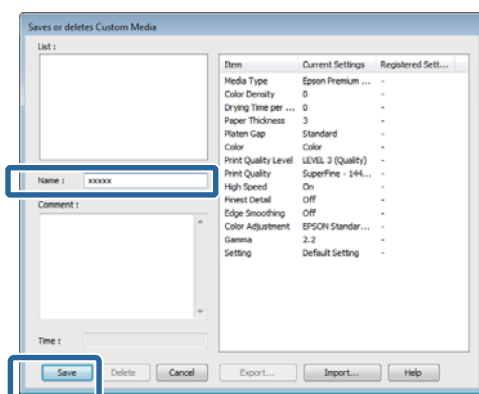 Saves or deletes Custom Media
List :
Item Current Settings Registered Sett...
Media Type Epson Premium ... -
Color Density 0 -
Drying Time per ... 0 -
Paper Thickness 3 -
Platen Gap Standard -
Color Color -
Print Quality Level LEVEL 3 (Quality) -
Print Quality SuperFine - 144... -
High Speed On -
Finest Detail Off -
Edge Smoothing Off -
Color Adjustment EPSON Standar... -
Gamma 2.2 -
Setting Default Setting -
Name : xxxxx
Comment :
Time :
Save Delete Cancel Export... Import... Help